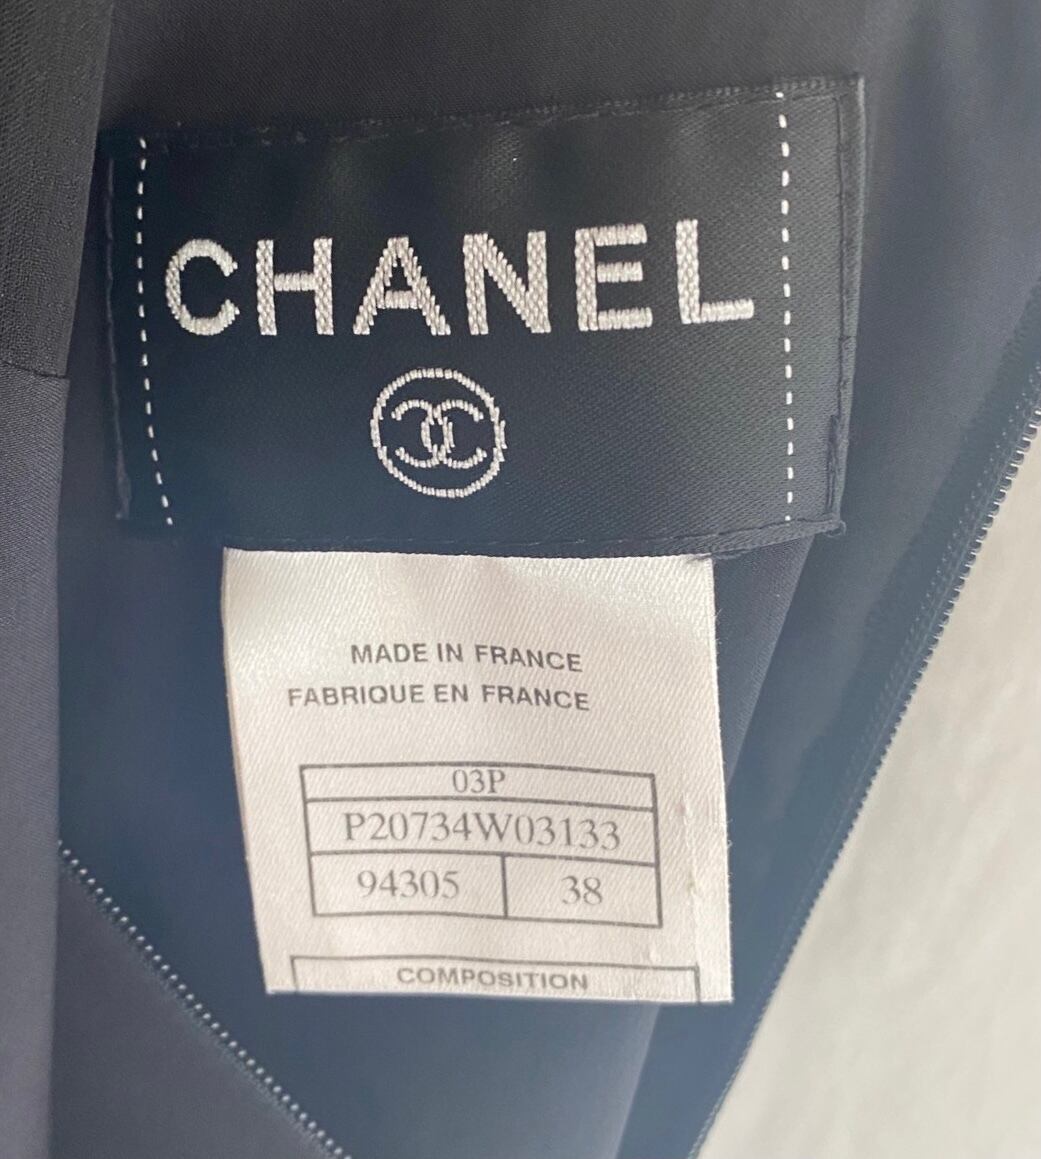 CHANEL
MADE IN FRANCE
FABRIQUE EN FRANCE
03P
P20734W03133
94305 38
COMPOSITION